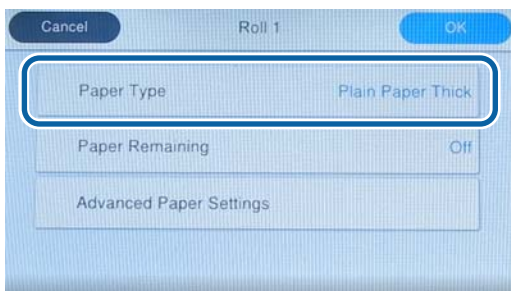 Cancel Roll 1 OK
Paper Type Plain Paper Thick
Paper Remaining Off
Advanced Paper Settings